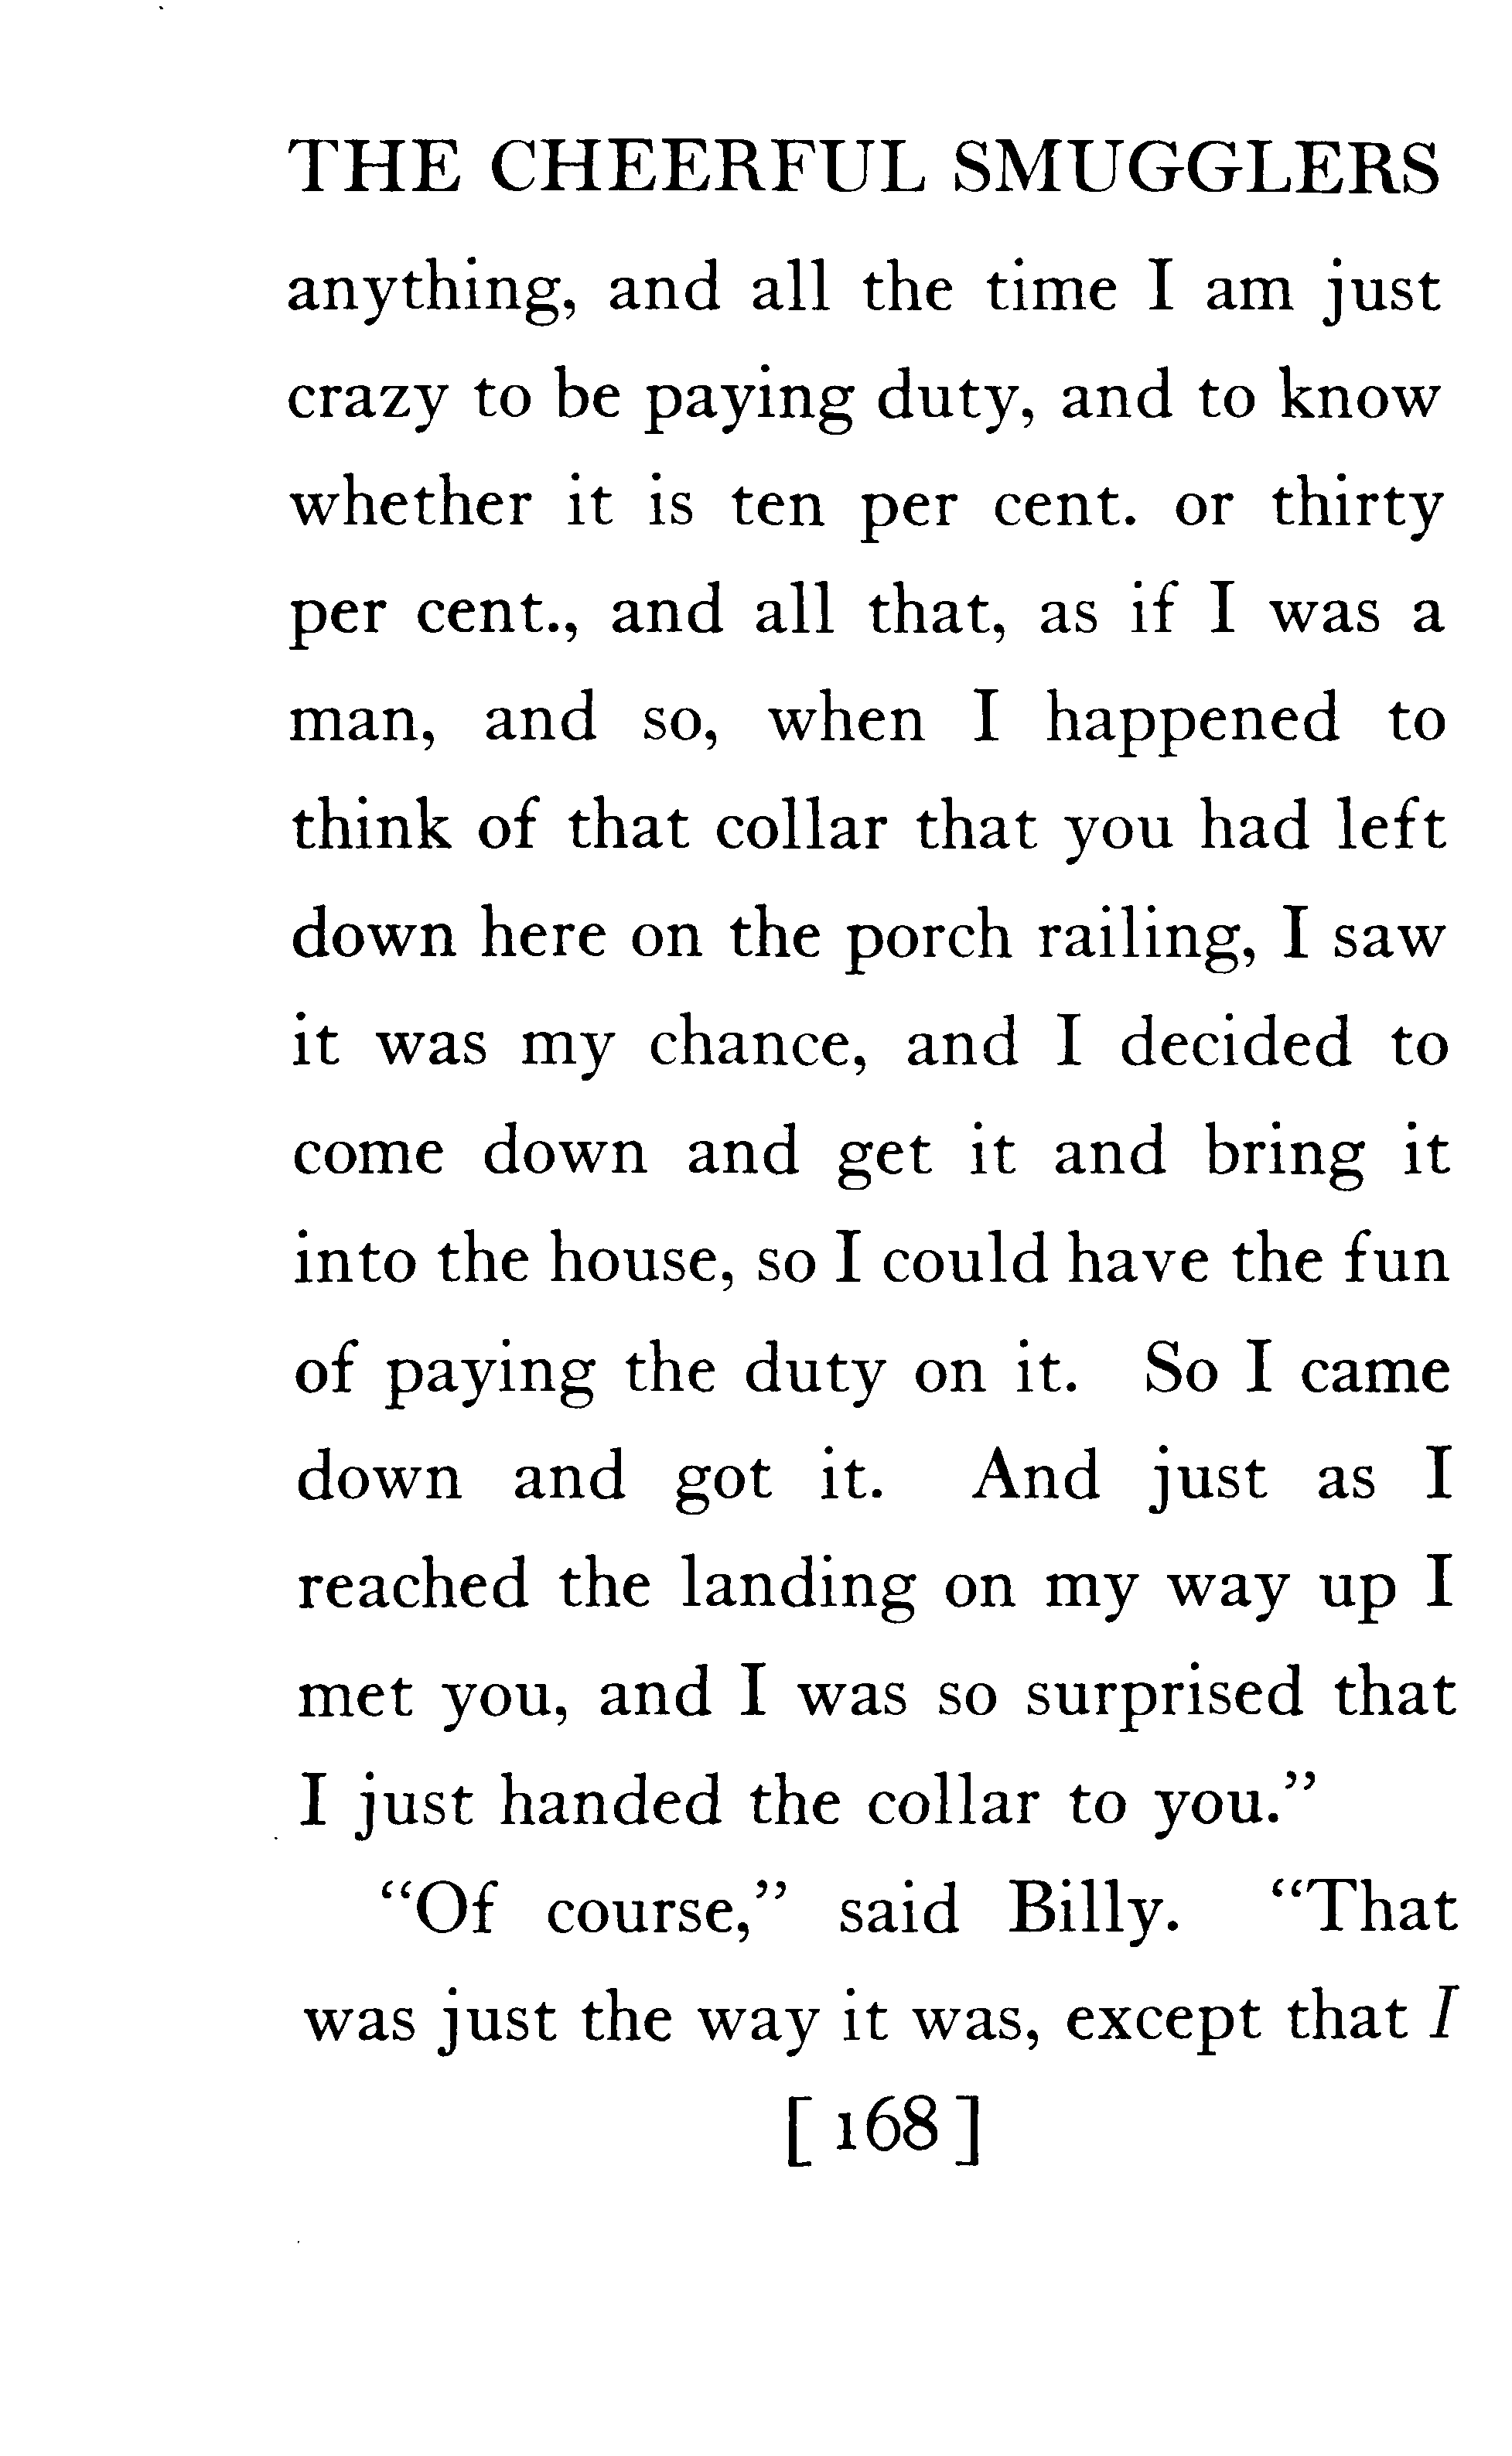 THE CHEERFUL SMUGGLERS
anything, and all the time I am just
crazy to be paying duty, and to know
whether it is ten per cent. or thirty
per cent., and all that, as if I was a
man, and so, when I happened to
think of that collar that you had left
down here on the porch railing, I saw
it was my chance, and I decided to
come down and get it and bring it
into the house, so I could have the fun
of paying the duty on it. So I came
down and got it. And just as I
reached the landing on my way up I
met you, and I was so surprised that
I just handed the collar to you.”
“Of course,” said Billy. “That
was just the way it was, except that I
[ 168 ]